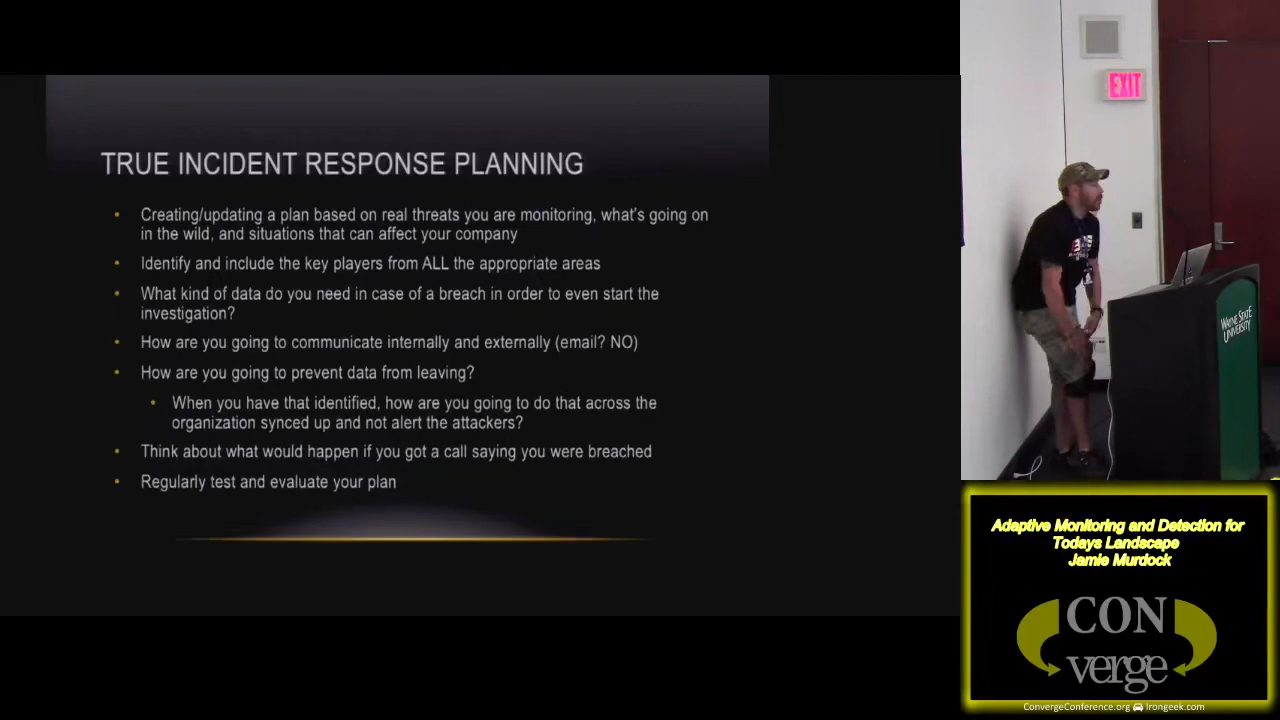 TRUE INCIDENT RESPONSE PLANNING
• Creating/updating a plan based on real threats you are monitoring, what's going on
in the wild, and situations that can affect your company
• Identify and include the key players from ALL the appropriate areas
• What kind of data do you need in case of a breach in order to even start the
investigation?
• How are you going to communicate internally and externally (email? NO)
• How are you going to prevent data from leaving?
• When you have that identified, how are you going to do that across the
organization synced up and not alert the attackers?
• Think about what would happen if you got a call saying you were breached
• Regularly test and evaluate your plan
EXIT
WAYNE STATE
UNIVERSITY
Adaptive Monitoring and Detection for
Todays Landscape
Jamie Murdock
CON
verge
ConvergeConference.org Irongeek.com